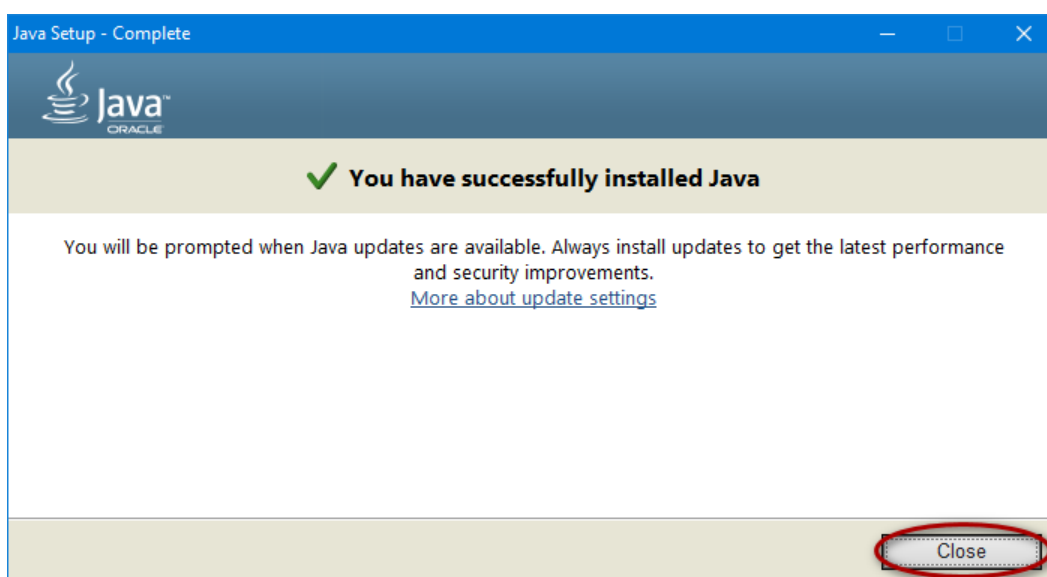 Java Setup - Complete
Java™
ORACLE
You have successfully installed Java
You will be prompted when Java updates are available. Always install updates to get the latest performance
and security improvements.
More about update settings
Close